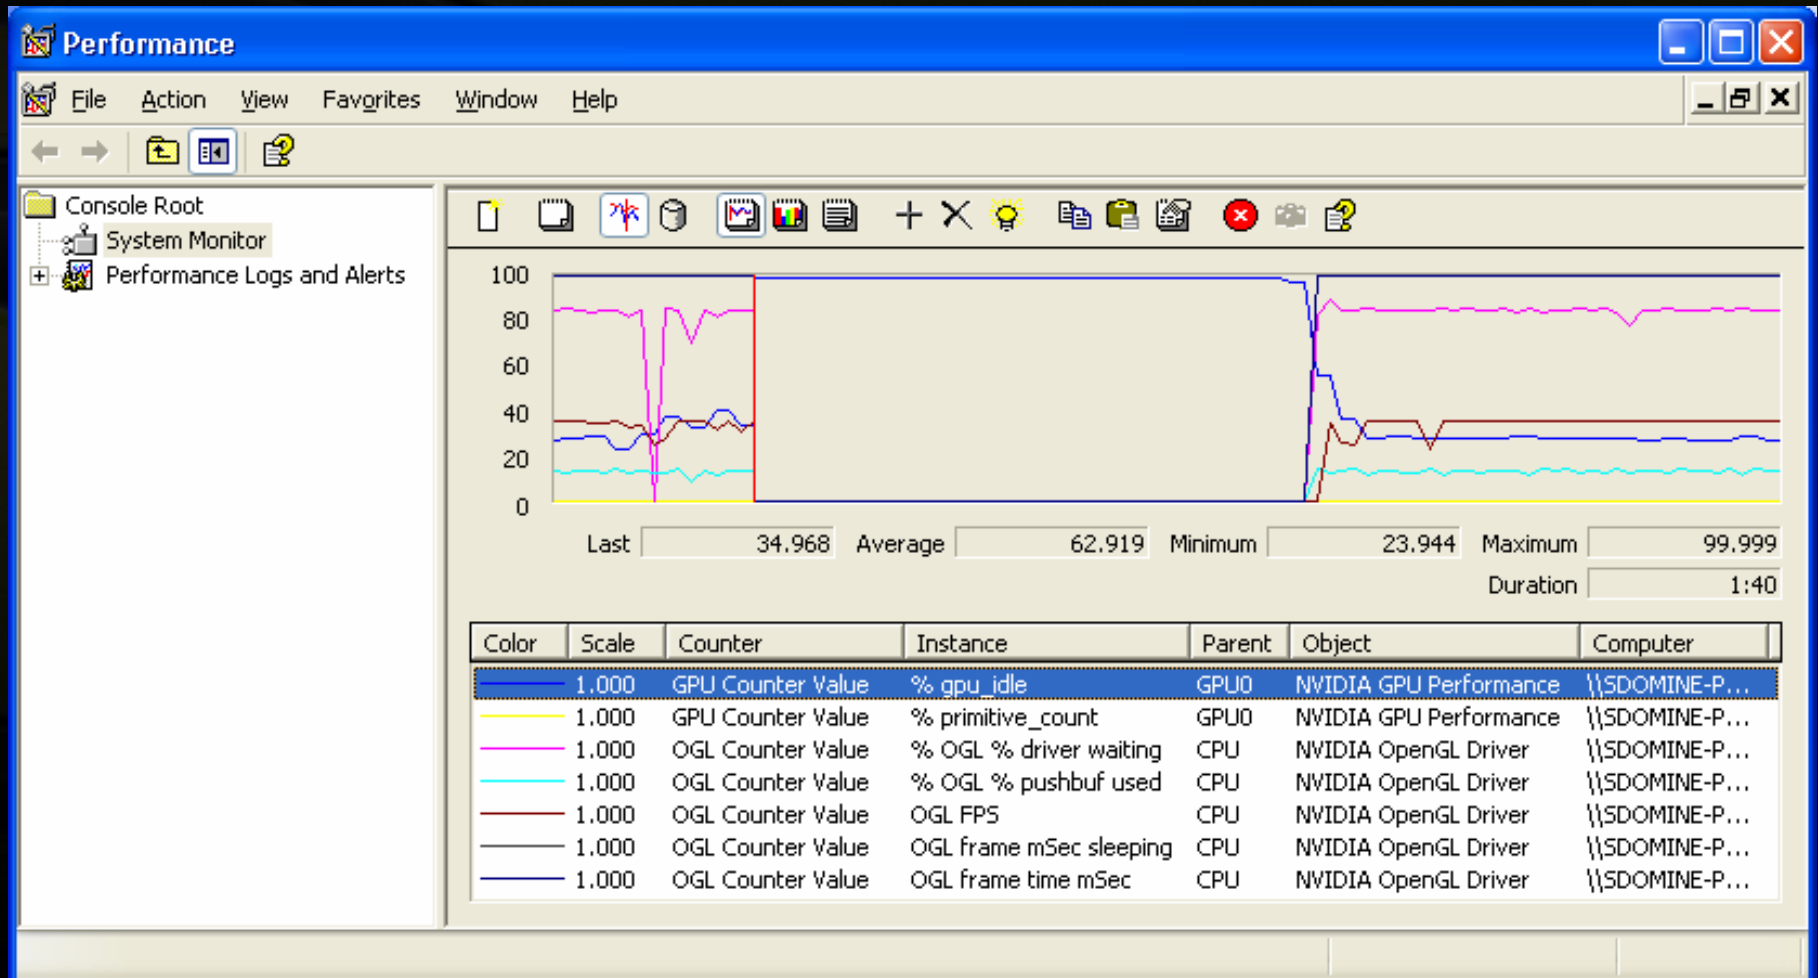 Performance
File Action View Favorites Window Help
Console Root
System Monitor
Performance Logs and Alerts
100
80
60
40
20
0
Last 34.968 Average 62.919 Minimum 23.944 Maximum 99.999
Duration 1:40
Color Scale Counter Instance Parent Object Computer
1.000 GPU Counter Value % gpu_idle GPU0 NVIDIA GPU Performance \\SDOMINE-P...
1.000 GPU Counter Value % primitive_count GPU0 NVIDIA GPU Performance \\SDOMINE-P...
1.000 OGL Counter Value % OGL % driver waiting CPU NVIDIA OpenGL Driver \\SDOMINE-P...
1.000 OGL Counter Value % OGL % pushbuf used CPU NVIDIA OpenGL Driver \\SDOMINE-P...
1.000 OGL Counter Value OGL FPS CPU NVIDIA OpenGL Driver \\SDOMINE-P...
1.000 OGL Counter Value OGL frame mSec sleeping CPU NVIDIA OpenGL Driver \\SDOMINE-P...
1.000 OGL Counter Value OGL frame time mSec CPU NVIDIA OpenGL Driver \\SDOMINE-P...